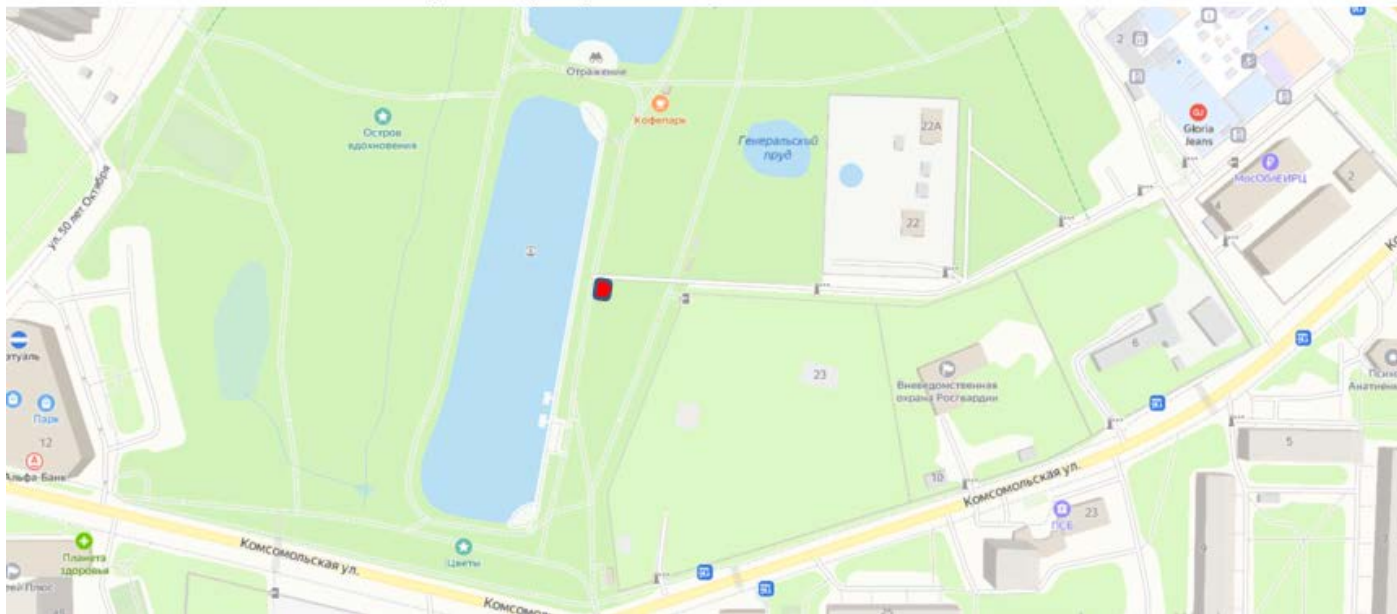 Отражение
Кофепарк
Остров
вдохновения
Генеральский
пруд
22А
22
2
Gloria
Jeans
GJ
МосОблЕИРЦ
2
4
ул. 50 лет Октября
23
6
Вневедомственная
охрана Росгвардии
Парк
12
Альфа-Банк
10
Комсомольская ул.
5
ПСБ
23
Планета
здоровья
Цветы
Комсомольская ул.